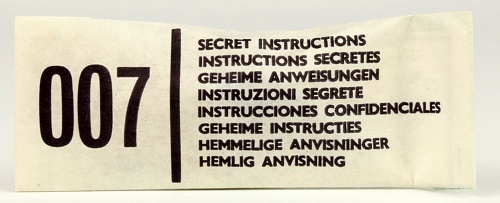 007
SECRET INSTRUCTIONS
INSTRUCTIONS SECRETES
GEHEIME ANWEISUNGEN
INSTRUZIONI SEGRETE
INSTRUCCIONES CONFIDENCIALES
GEHEIME INSTRUCTIES
HEMMELIGE ANVISNINGER
HEMLIG ANVISNING